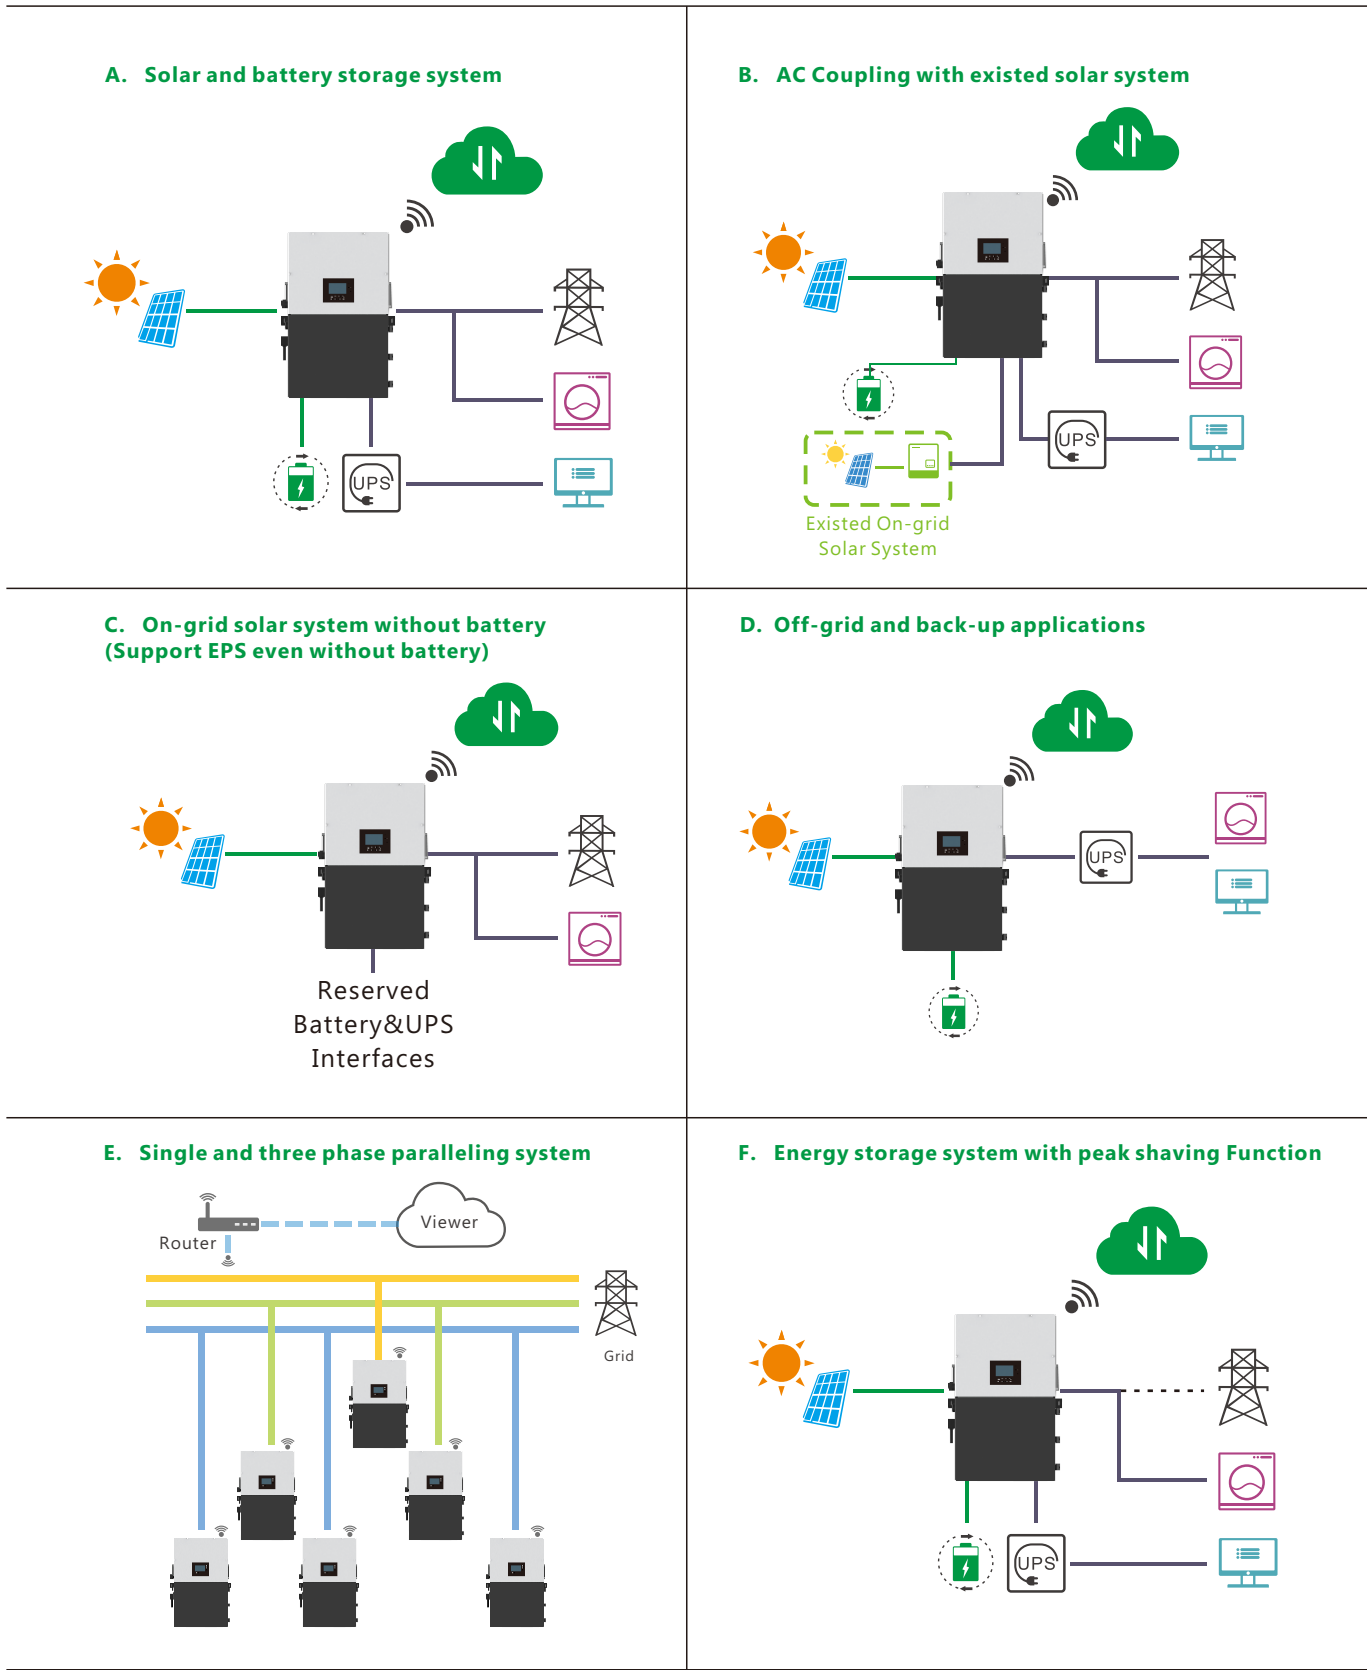 A. Solar and battery storage system
UPS
B. AC Coupling with existed solar system
UPS
Existed On-grid
Solar System
C. On-grid solar system without battery
(Support EPS even without battery)
Reserved
Battery&UPS
Interfaces
D. Off-grid and back-up applications
UPS
E. Single and three phase paralleling system
Viewer
Router
Grid
F. Energy storage system with peak shaving Function
UPS